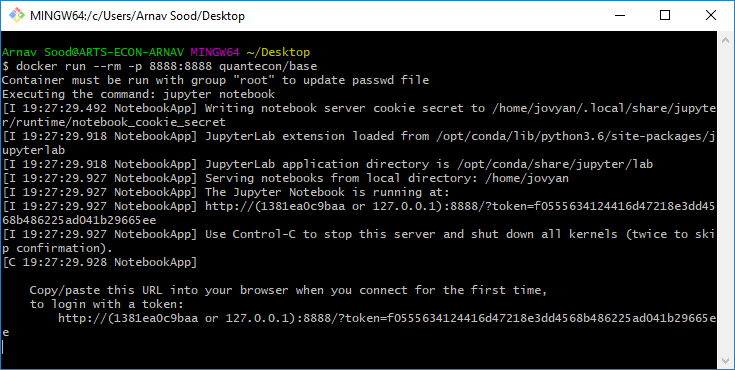 MINGW64:/c/Users/Arnav Sood/Desktop
Arnav Sood@ARTS-ECON-ARNAV MINGW64 ~/Desktop
$ docker run --rm -p 8888:8888 quantecon/base
Container must be run with group "root" to update passwd file
Executing the command: jupyter notebook
[I 19:27:29.492 NotebookApp] Writing notebook server cookie secret to /home/jovyan/.local/share/jupyte
r/runtime/notebook_cookie_secret
[I 19:27:29.918 NotebookApp] JupyterLab extension loaded from /opt/conda/lib/python3.6/site-packages/j
upyterlab
[I 19:27:29.918 NotebookApp] JupyterLab application directory is /opt/conda/share/jupyter/lab
[I 19:27:29.927 NotebookApp] Serving notebooks from local directory: /home/jovyan
[I 19:27:29.927 NotebookApp] The Jupyter Notebook is running at:
[I 19:27:29.927 NotebookApp] http://(1381ea0c9baa or 127.0.0.1):8888/?token=f0555634124416d47218e3dd45
68b486225ad041b29665ee
[I 19:27:29.927 NotebookApp] Use Control-C to stop this server and shut down all kernels (twice to ski
p confirmation).
[C 19:27:29.928 NotebookApp]
Copy/paste this URL into your browser when you connect for the first time,
to login with a token:
http://(1381ea0c9baa or 127.0.0.1):8888/?token=f0555634124416d47218e3dd4568b486225ad041b29665e
e